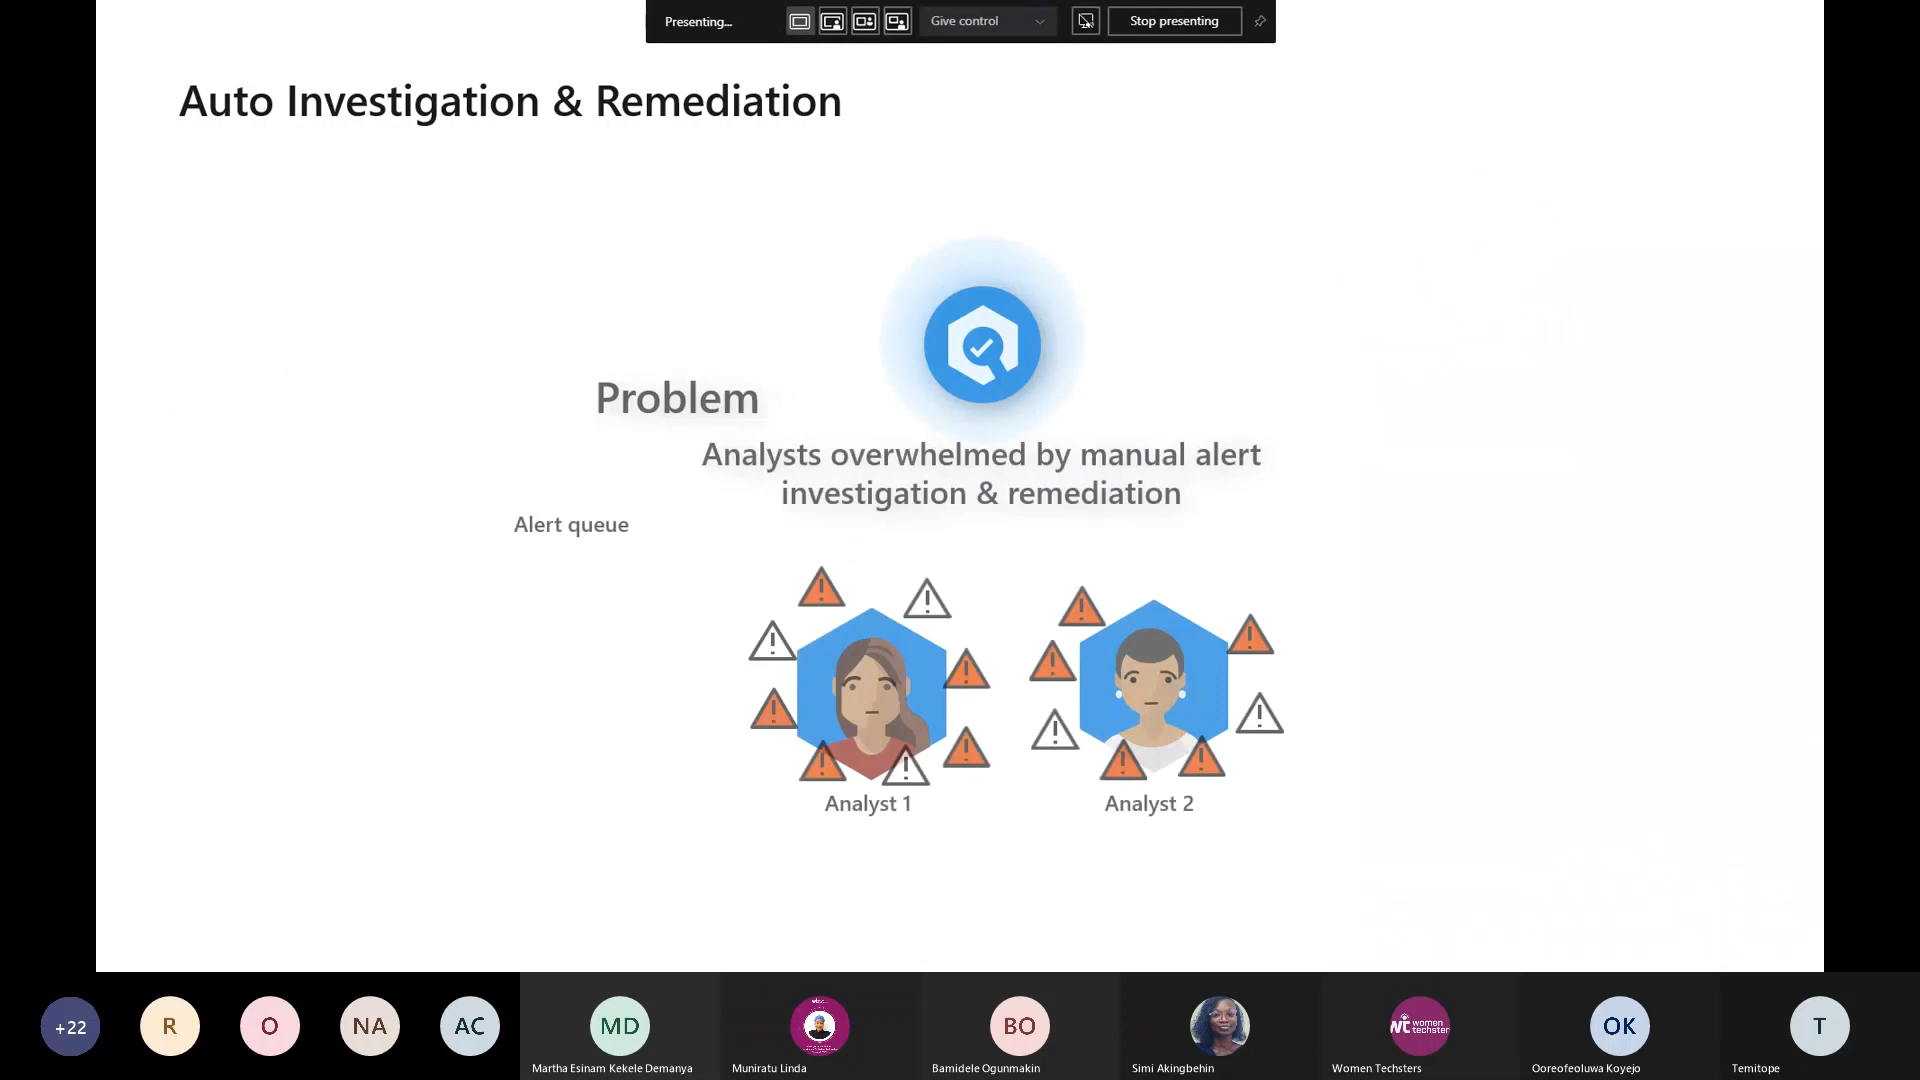 Presenting...
Give control
Stop presenting
Auto Investigation & Remediation
Problem
Analysts overwhelmed by manual alert
investigation & remediation
Alert queue
Analyst 1
Analyst 2
+22
R
O
NA
AC
MD
BO
women
techster
OK
T
Martha Esinam Kekele Demanya
Muniratu Linda
Bamidele Ogunmakin
Simi Akingbehin
Women Techsters
Ooreofeoluwa Koyejo
Temitope